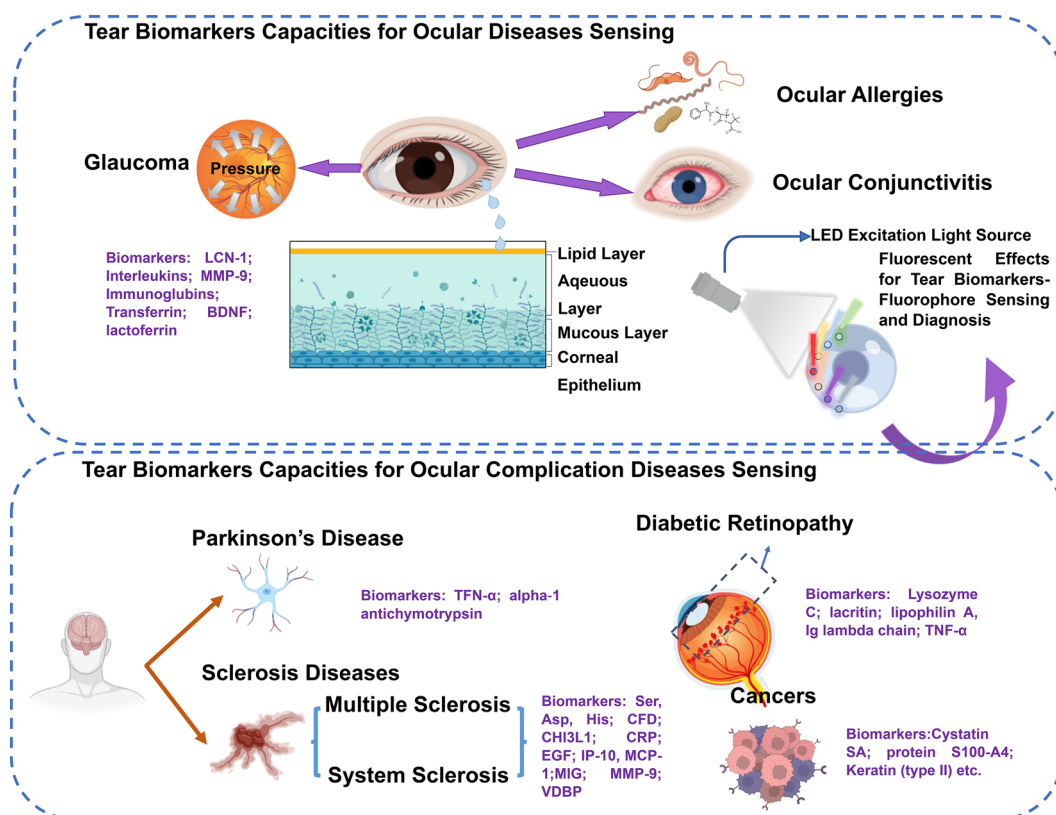 Tear Biomarkers Capacities for Ocular Diseases Sensing
Ocular Allergies
Glaucoma
Pressure
Ocular Conjunctivitis
Biomarkers: LCN-1;
Interleukins; MMP-9;
Immunoglubins;
Transferrin; BDNF;
lactoferrin
Lipid Layer
Aqeuous
Layer
Mucous Layer
Corneal
Epithelium
LED Excitation Light Source
Fluorescent Effects
for Tear Biomarkers-
Fluorophore Sensing
and Diagnosis
Tear Biomarkers Capacities for Ocular Complication Diseases Sensing
Parkinson's Disease
Biomarkers: TFN-α; alpha-1
antichymotrypsin
Sclerosis Diseases
Multiple Sclerosis
System Sclerosis
Biomarkers: Ser,
Asp, His; CFD;
CHI3L1; CRP;
EGF; IP-10, MCP-
1;MIG; MMP-9;
VDBP
Diabetic Retinopathy
Biomarkers: Lysozyme
C; lacritin; lipophilin A,
Ig lambda chain; TNF-α
Cancers
Biomarkers:Cystatin
SA; protein S100-A4;
Keratin (type II) etc.